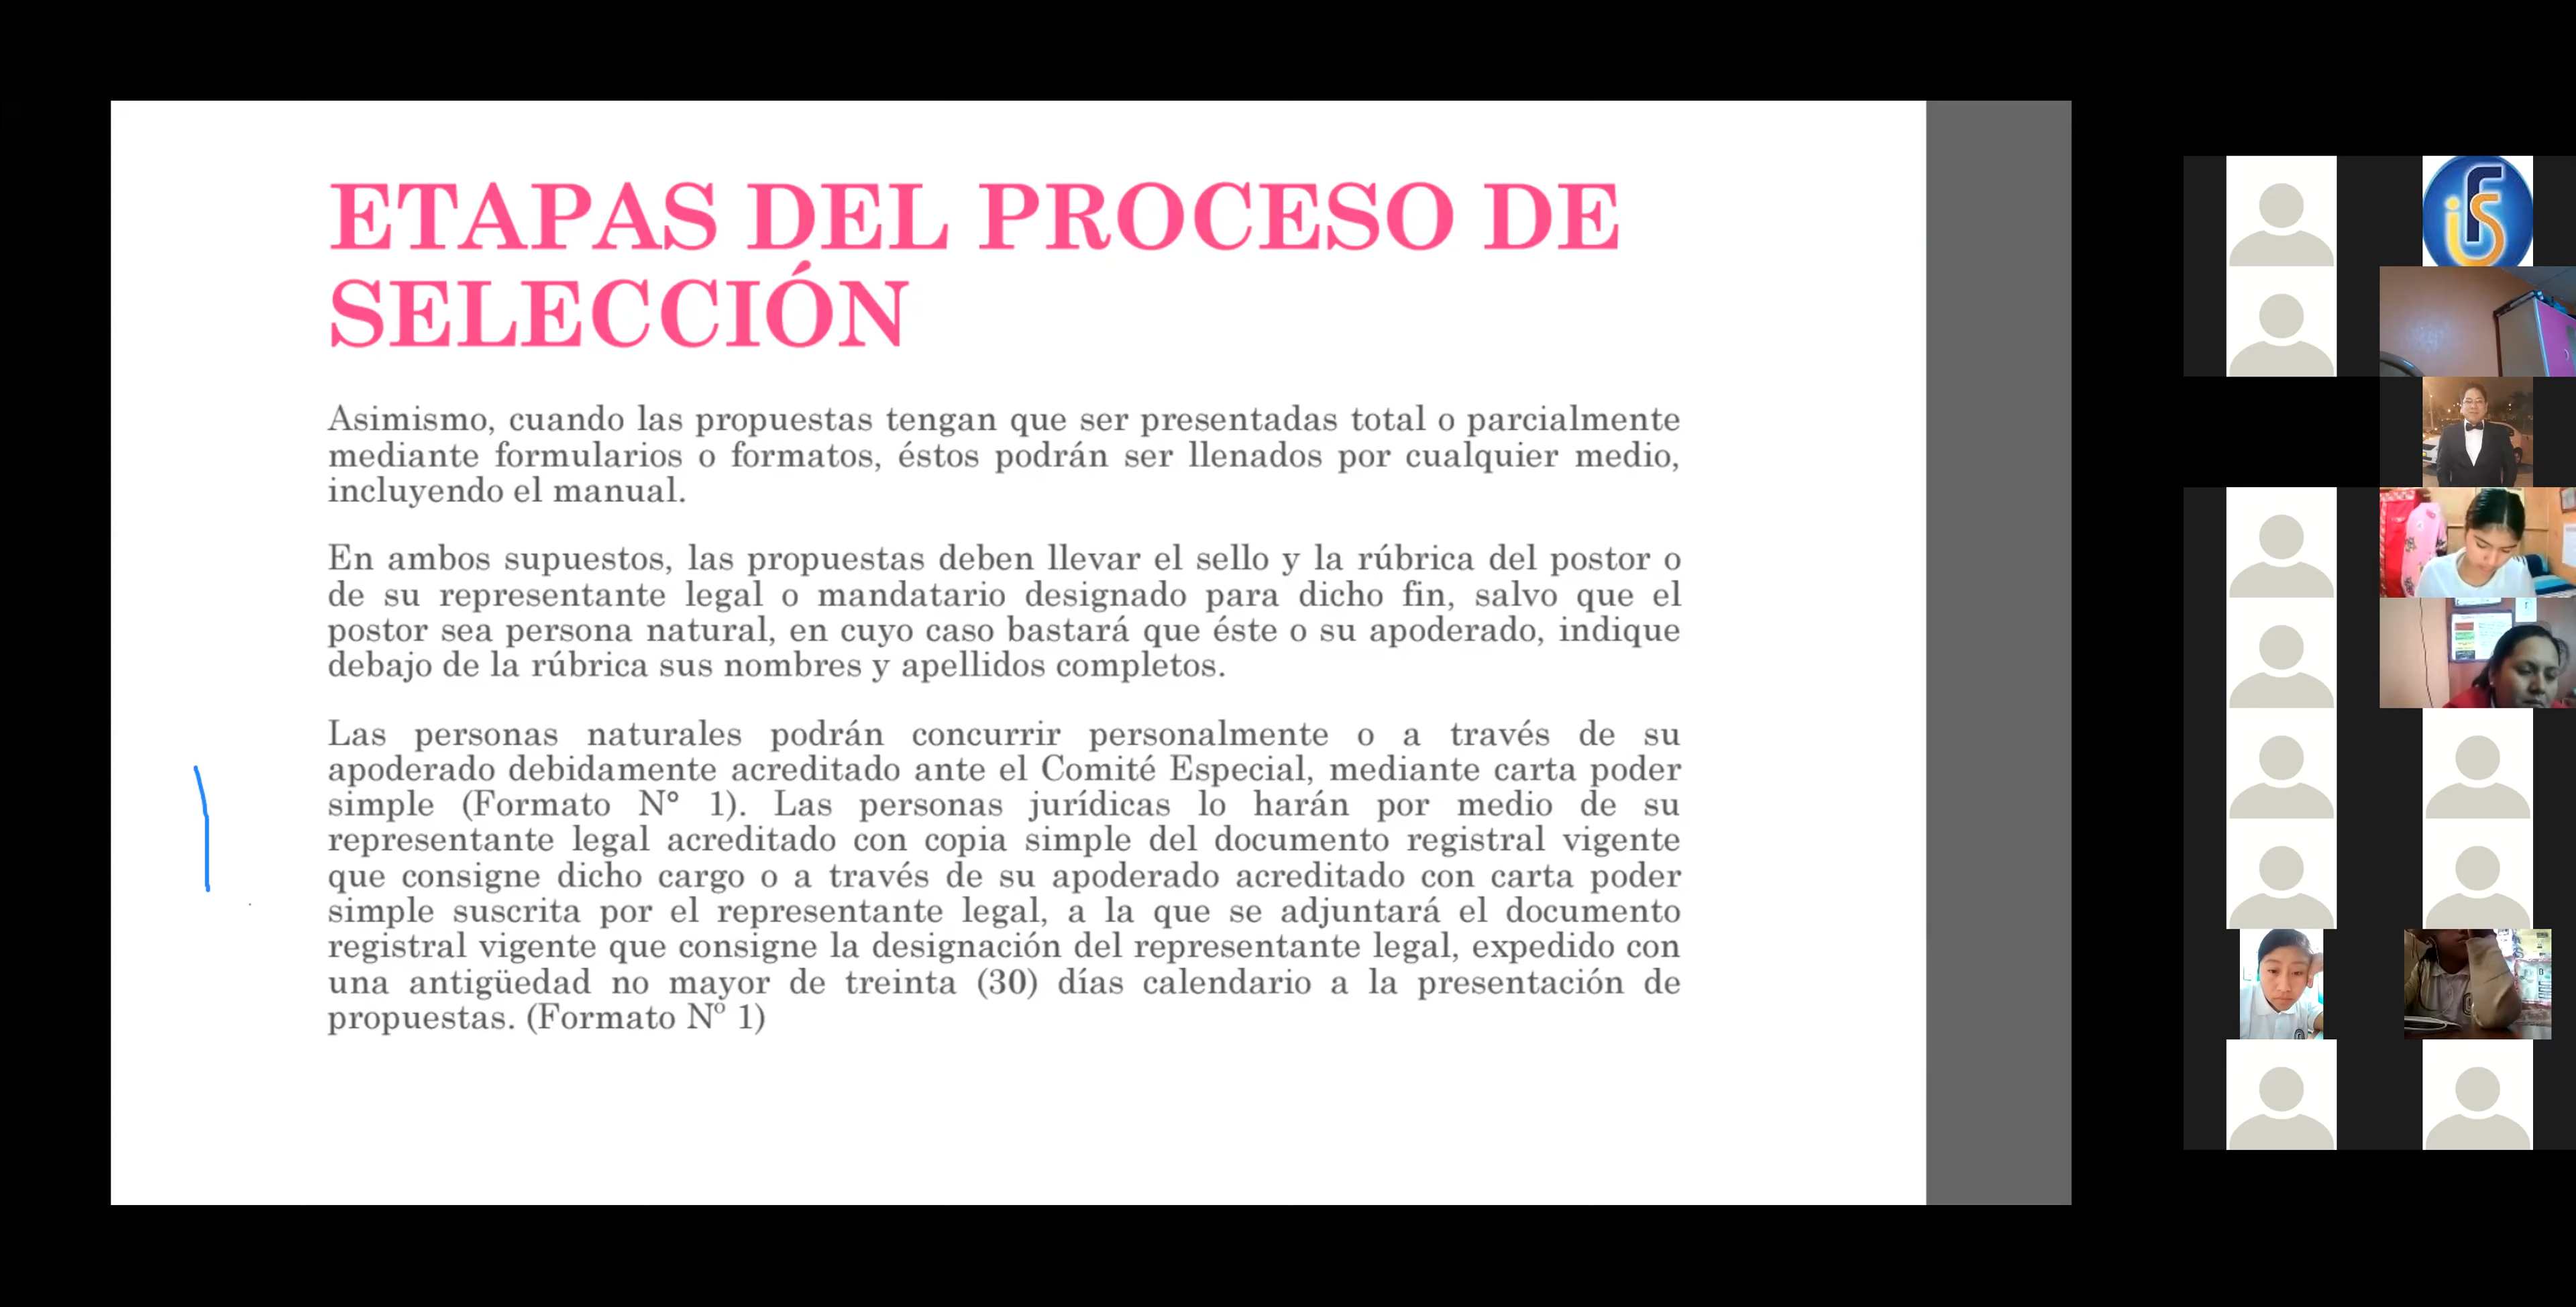 ETAPAS DEL PROCESO DE
SELECCIÓN
Asimismo, cuando las propuestas tengan que ser presentadas total o parcialmente
mediante formularios o formatos, éstos podrán ser llenados por cualquier medio,
incluyendo el manual.
En ambos supuestos, las propuestas deben llevar el sello y la rúbrica del postor o
de su representante legal o mandatario designado para dicho fin, salvo que el
postor sea persona natural, en cuyo caso bastará que éste o su apoderado, indique
debajo de la rúbrica sus nombres y apellidos completos.
Las personas naturales podrán concurrir personalmente o a través de su
apoderado debidamente acreditado ante el Comité Especial, mediante carta poder
simple (Formato N° 1). Las personas jurídicas lo harán por medio de su
representante legal acreditado con copia simple del documento registral vigente
que consigne dicho cargo o a través de su apoderado acreditado con carta poder
simple suscrita por el representante legal, a la que se adjuntará el documento
registral vigente que consigne la designación del representante legal, expedido con
una antigüedad no mayor de treinta (30) días calendario a la presentación de
propuestas. (Formato Nº 1)